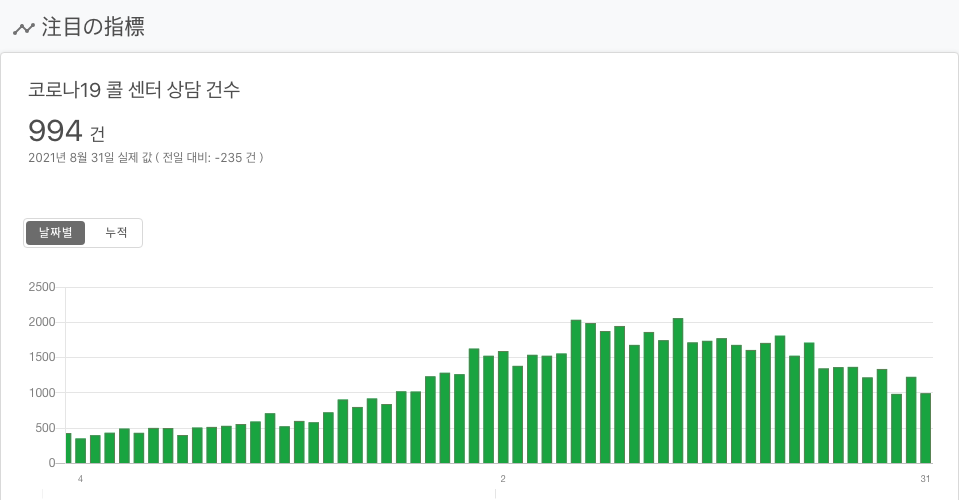 注目の指標
코로나19 콜 센터 상담 건수
994 건
2021년 8월 31일 실제 값 ( 전일 대비: -235 건 )
날짜별 누적
2500
2000
1500
1000
500
0
4 2 31